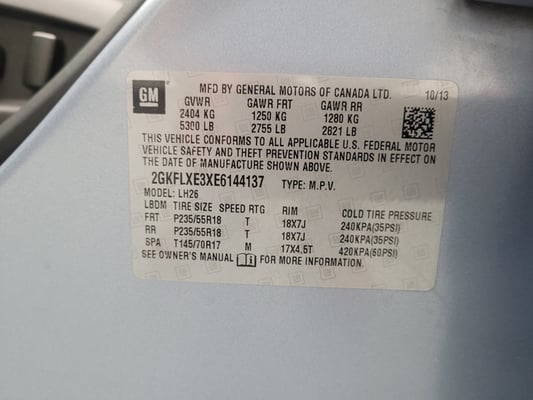 GM
MFD BY GENERAL MOTORS OF CANADA LTD. 10/13
GVWR GAWR FRT GAWR RR
2404 KG 1250 KG 1280 KG
5300 LB 2755 LB 2821 LB
THIS VEHICLE CONFORMS TO ALL APPLICABLE U.S. FEDERAL MOTOR
VEHICLE SAFETY AND THEFT PREVENTION STANDARDS IN EFFECT ON
THE DATE OF MANUFACTURE SHOWN ABOVE.
2GKFLXE3XE6144137 TYPE: M.P.V.
MODEL: LH26
LBDM TIRE SIZE SPEED RTG RIM COLD TIRE PRESSURE
FRT P235/55R18 T 18X7J 240KPA(35PSI)
RR P235/55R18 T 18X7J 240KPA(35PSI)
SPA T145/70R17 M 17X4.5T 420KPA(60PSI)
SEE OWNER'S MANUAL FOR MORE INFORMATION.